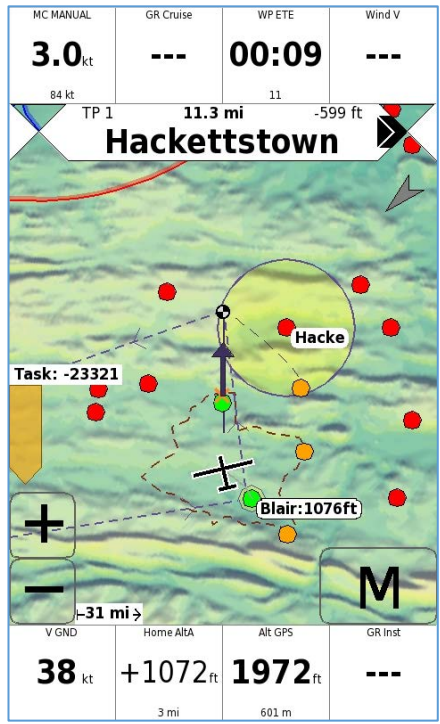 MC MANUAL GR Cruise WP ETE Wind V
3.0kt --- 00:09 ---
84 kt 11
TP 1 11.3 mi -599 ft
Hackettstown
Hacke
Task: -23321
Blair:1076ft
+
−
M
31 mi
V GND Home AltA Alt GPS GR Inst
38 kt +1072ft 1972ft ---
3 mi 601 m